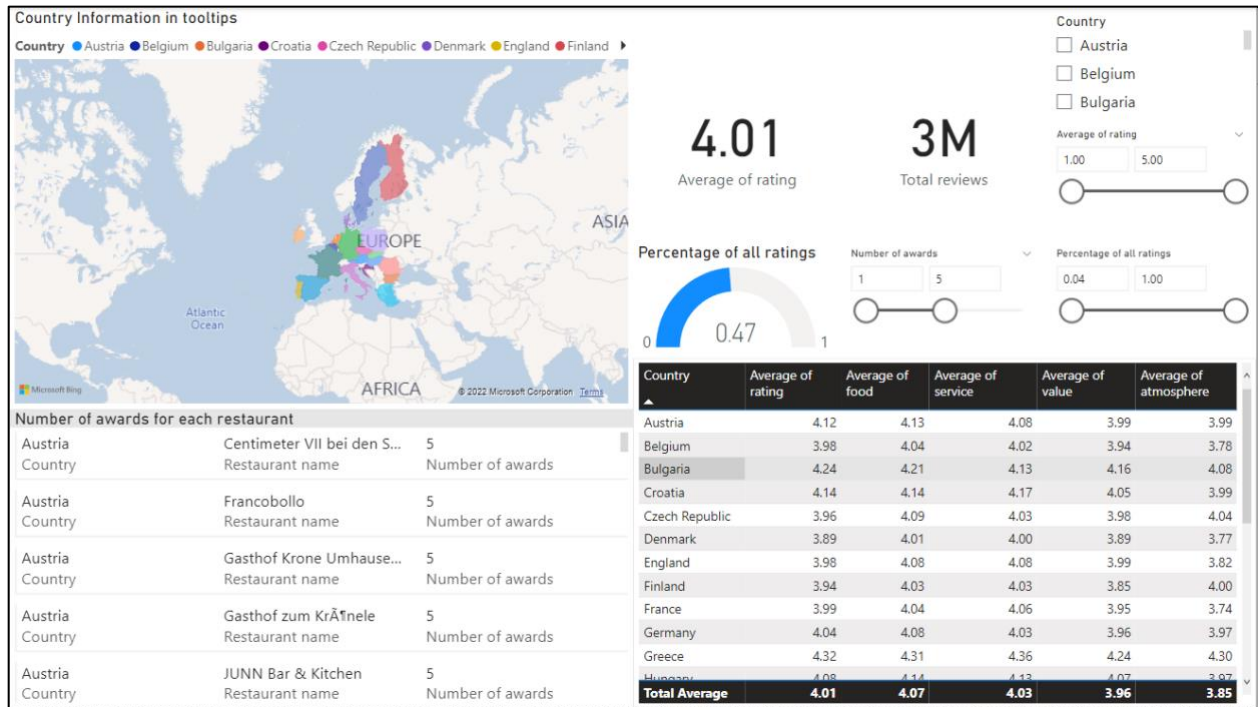 Country Information in tooltips
Country Austria Belgium Bulgaria Croatia Czech Republic Denmark England Finland
ASIA
EUROPE
Atlantic
Ocean
AFRICA
Microsoft Bing
© 2022 Microsoft Corporation Terms
Number of awards for each restaurant
Austria Centimeter VII bei den S... 5
Country Restaurant name Number of awards
Austria Francobollo 5
Country Restaurant name Number of awards
Austria Gasthof Krone Umhause... 5
Country Restaurant name Number of awards
Austria Gasthof zum KrÃ¶nele 5
Country Restaurant name Number of awards
Austria JUNN Bar & Kitchen 5
Country Restaurant name Number of awards
4.01
Average of rating
3M
Total reviews
Country
Austria
Belgium
Bulgaria
Average of rating
1.00 5.00
Percentage of all ratings
0.47
0 1
Number of awards
1 5
Percentage of all ratings
0.04 1.00
Country Average of rating Average of food Average of service Average of value Average of atmosphere
Austria 4.12 4.13 4.08 3.99 3.99
Belgium 3.98 4.04 4.02 3.94 3.78
Bulgaria 4.24 4.21 4.13 4.16 4.08
Croatia 4.14 4.14 4.17 4.05 3.99
Czech Republic 3.96 4.09 4.03 3.98 4.04
Denmark 3.89 4.01 4.00 3.89 3.77
England 3.98 4.08 4.08 3.99 3.82
Finland 3.94 4.03 4.03 3.85 4.00
France 3.99 4.04 4.06 3.95 3.74
Germany 4.04 4.08 4.03 3.96 3.97
Greece 4.32 4.31 4.36 4.24 4.30
Hungary 4.08 4.14 4.13 4.07 3.97
Total Average 4.01 4.07 4.03 3.96 3.85